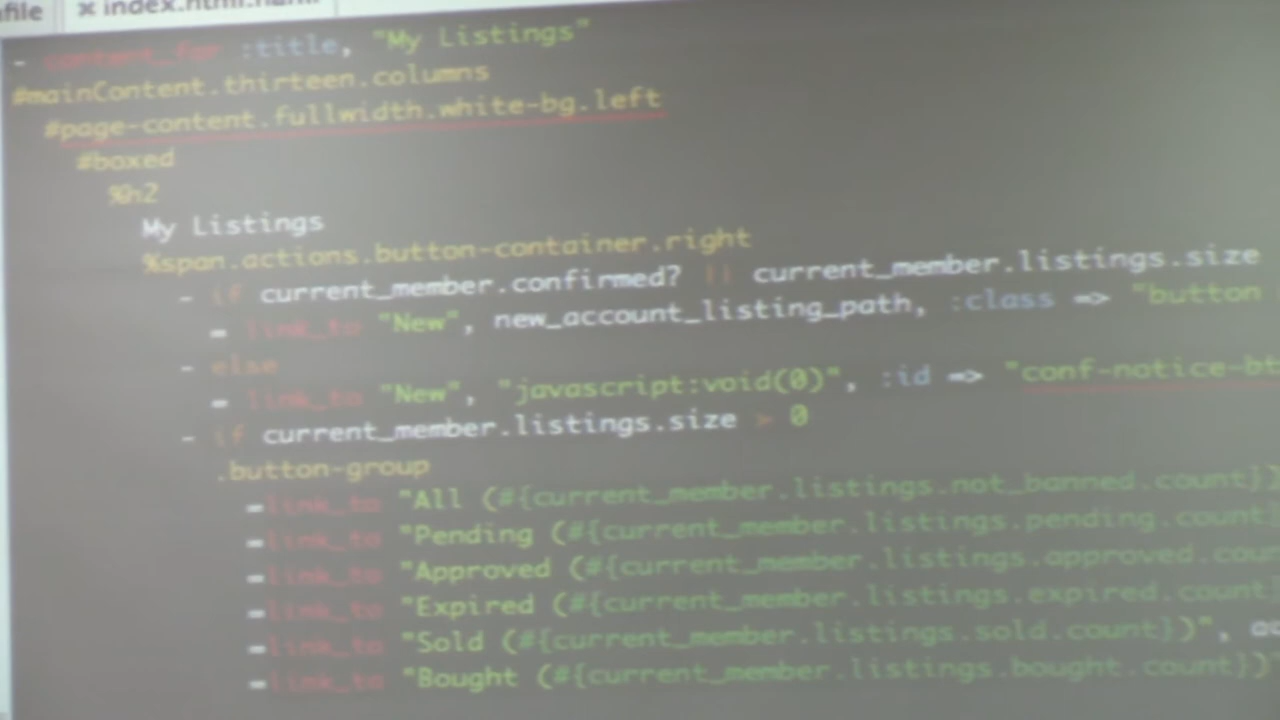 file × index.html.haml
- content_for :title, "My Listings"
#mainContent.thirteen.columns
#page-content.fullwidth.white-bg.left
#boxed
%h2
My Listings
%span.actions.button-container.right
- if current_member.confirmed? || current_member.listings.size
= link_to "New", new_account_listing_path, :class => "button
- else
= link_to "New", "javascript:void(0)", :id => "conf-notice-bt
- if current_member.listings.size > 0
.button-group
=link_to "All (#{current_member.listings.not_banned.count})
=link_to "Pending (#{current_member.listings.pending.count}
=link_to "Approved (#{current_member.listings.approved.coun
=link_to "Expired (#{current_member.listings.expired.count}
=link_to "Sold (#{current_member.listings.sold.count})", ac
=link_to "Bought (#{current_member.listings.bought.count})"